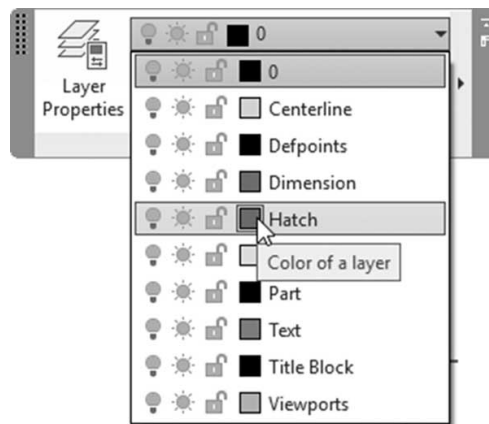 0
Layer
Properties
0
Centerline
Defpoints
Dimension
Hatch
Color of a layer
Part
Text
Title Block
Viewports